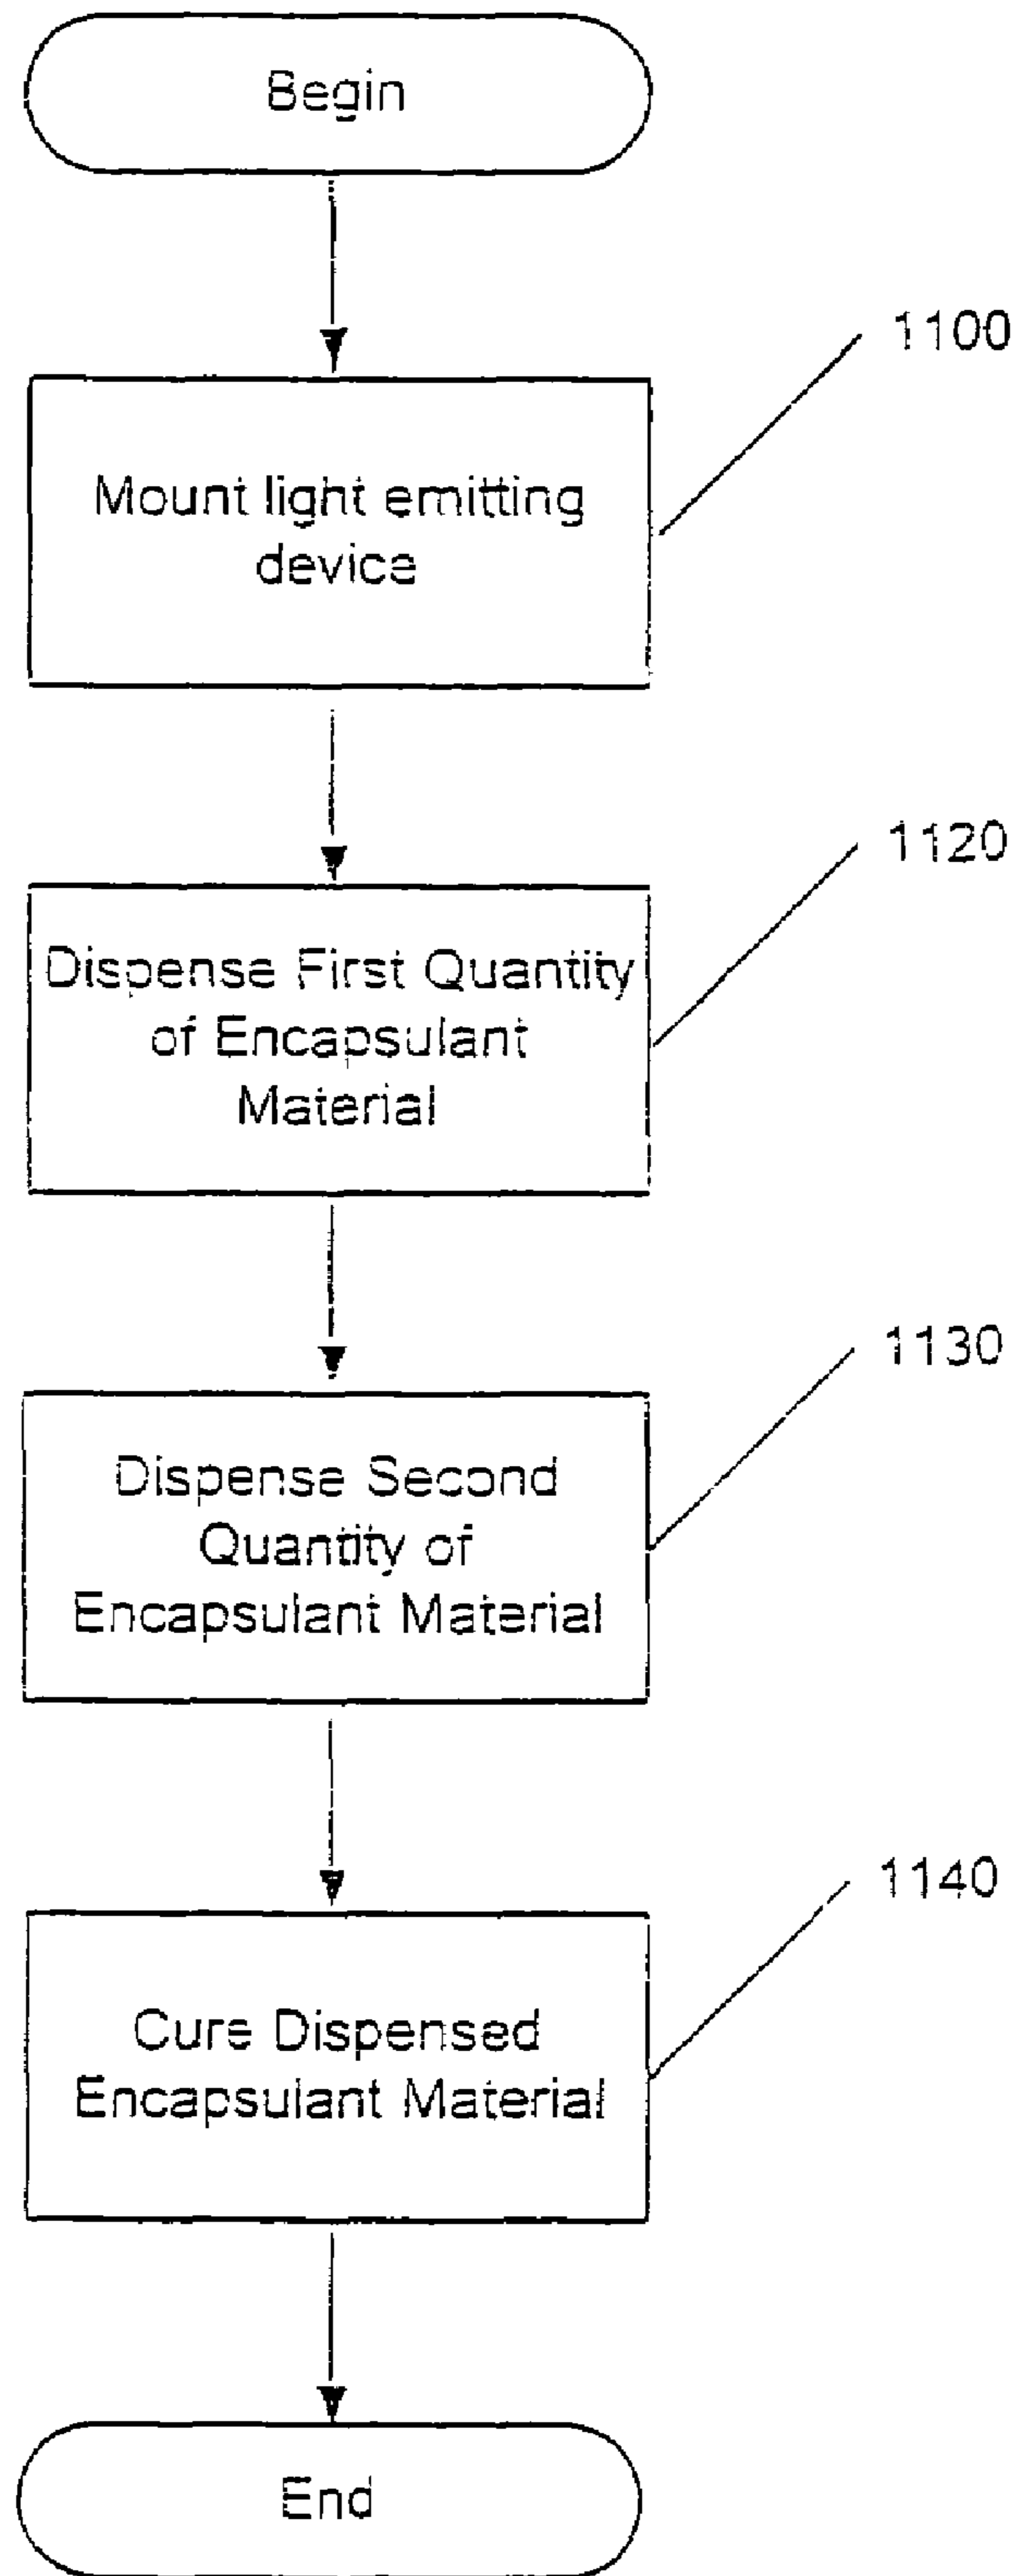 Begin
1100
Mount light emitting
device
1120
Dispense First Quantity
of Encapsulant
Material
1130
Dispense Second
Quantity of
Encapsulant Material
1140
Cure Dispensed
Encapsulant Material
End